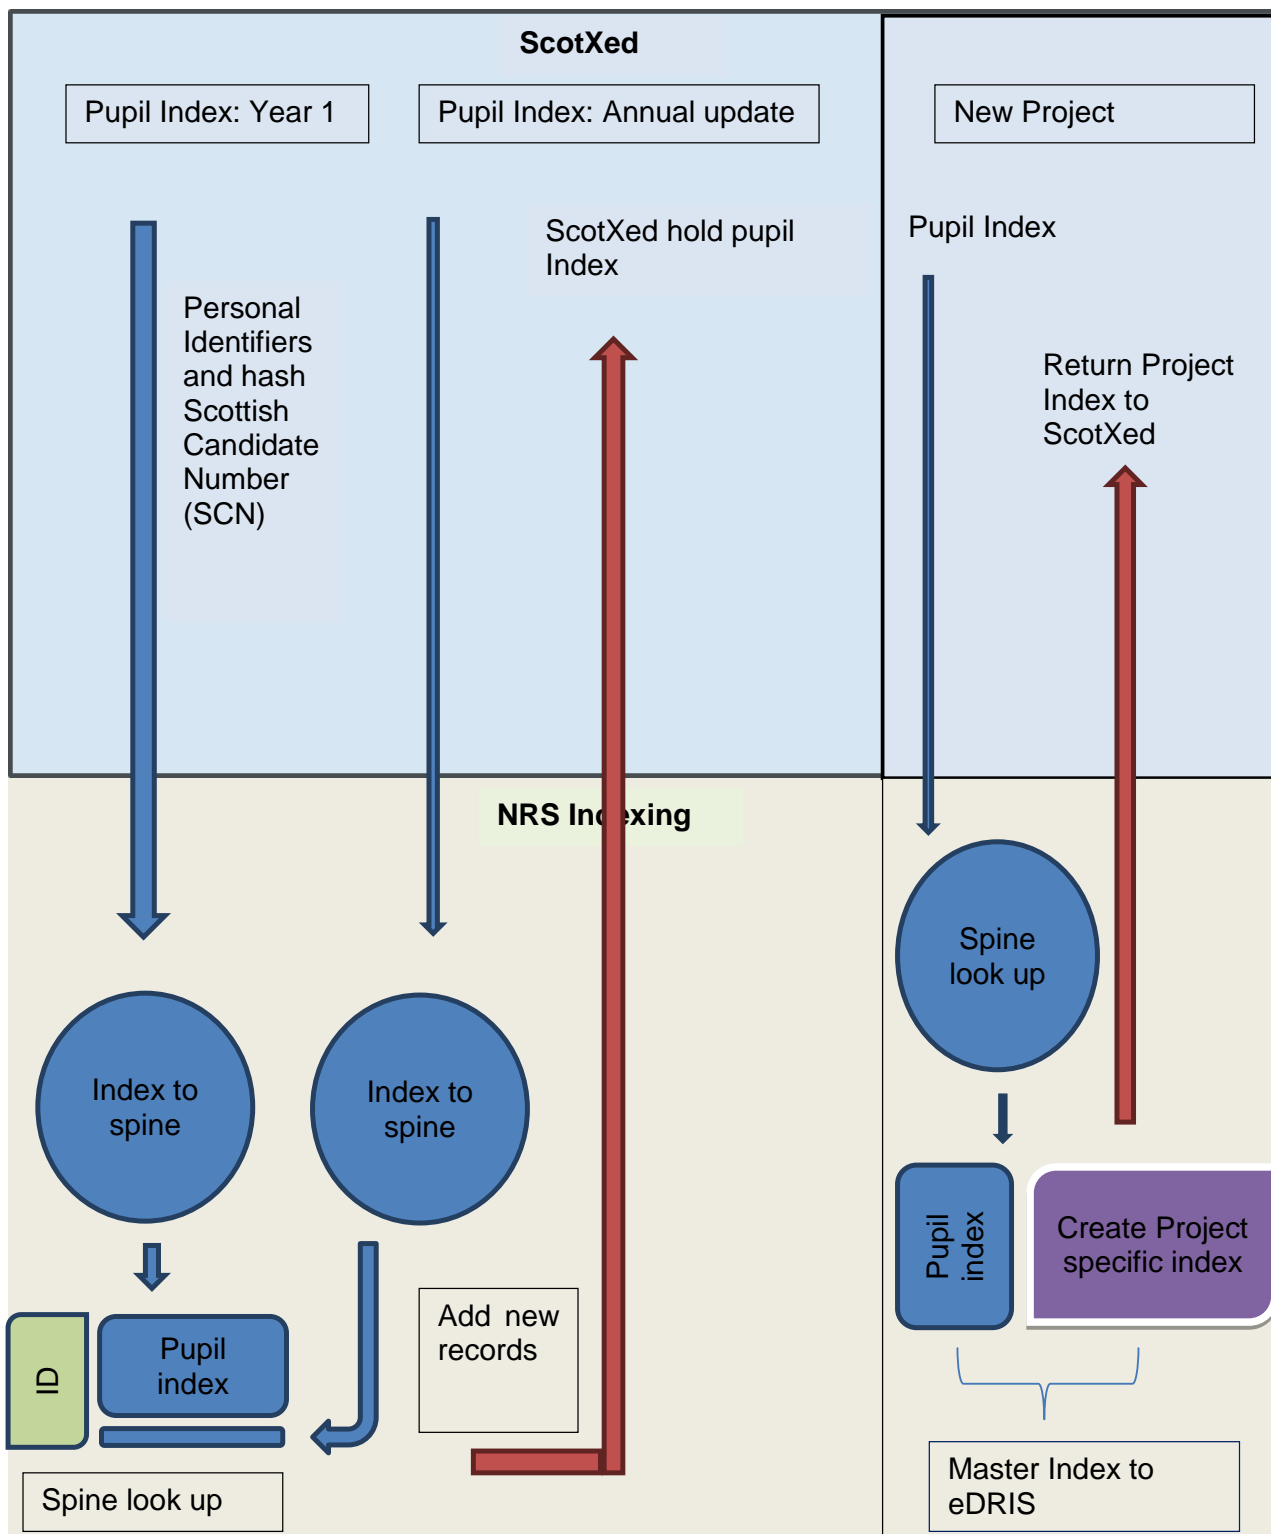 ScotXed
Pupil Index: Year 1
Pupil Index: Annual update
New Project
Personal
Identifiers
and hash
Scottish
Candidate
Number
(SCN)
ScotXed hold pupil
Index
Pupil Index
Return Project
Index to
ScotXed
NRS Indexing
Index to
spine
Index to
spine
Spine
look up
ID
Pupil
index
Add new
records
Spine look up
Pupil
index
Create Project
specific index
Master Index to
eDRIS